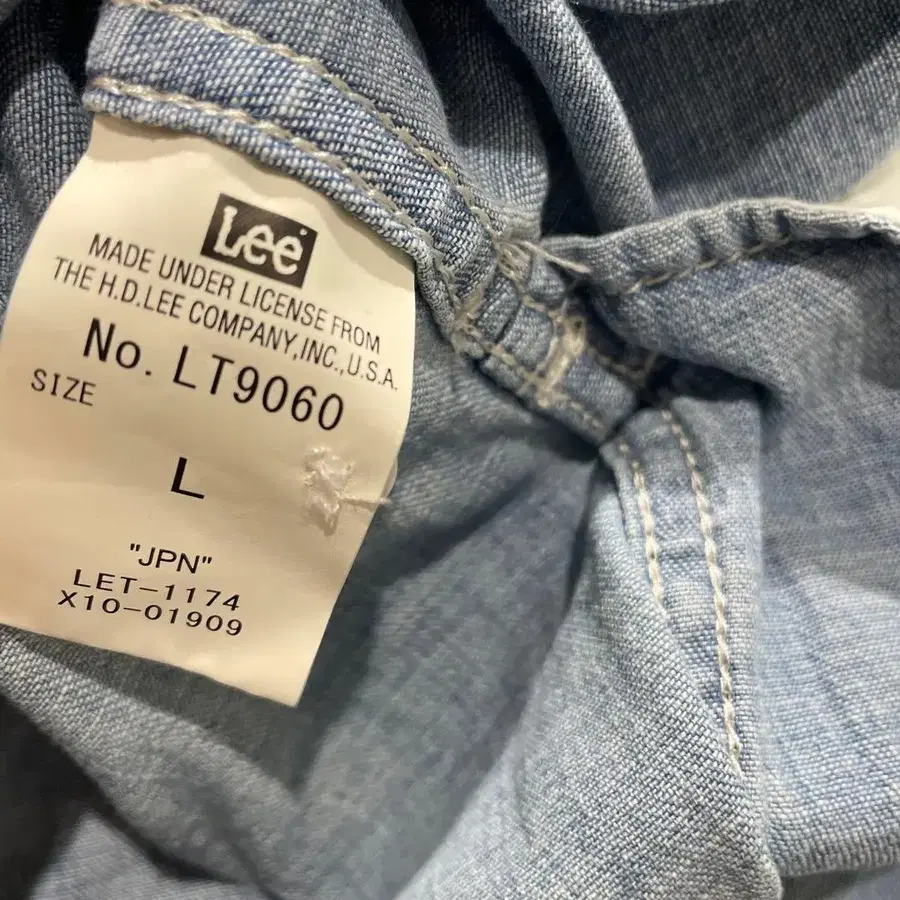 Lee
MADE UNDER LICENSE FROM
THE H.D.LEE COMPANY,INC.,U.S.A.
No. LT9060
SIZE
L
"JPN"
LET-1174
X10-01909